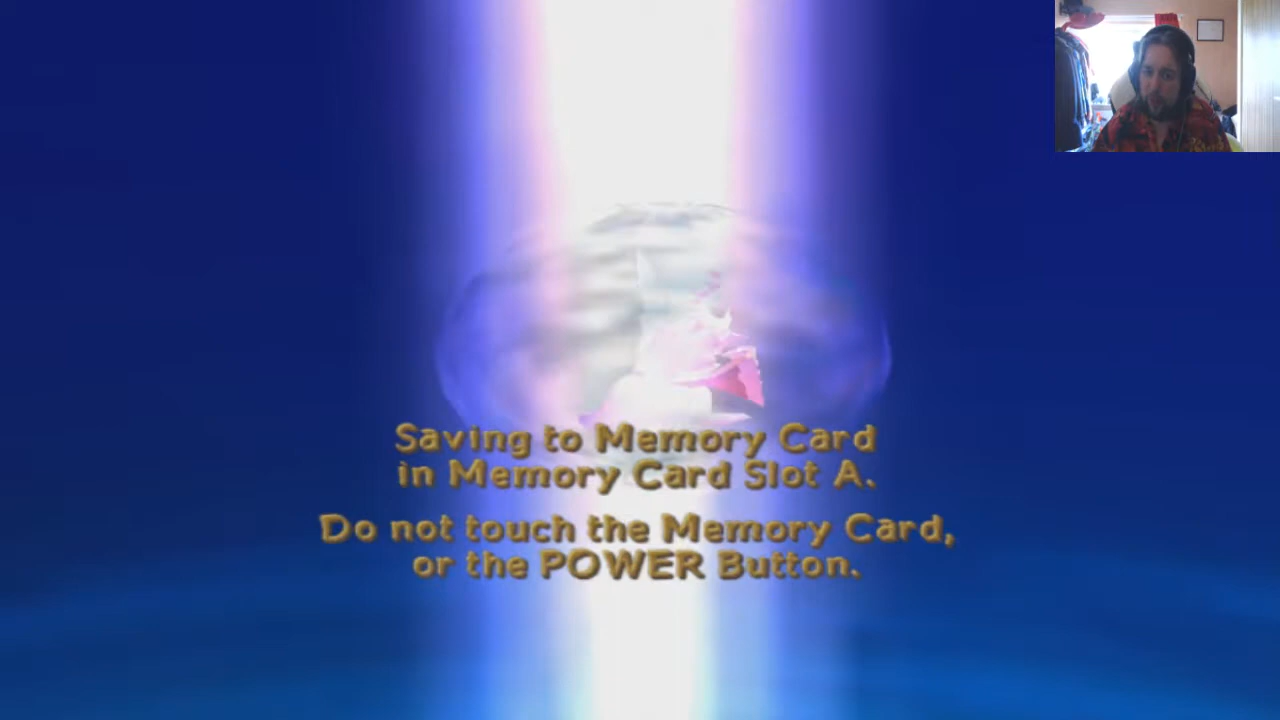 Saving to Memory Card
in Memory Card Slot A.
Do not touch the Memory Card,
or the POWER Button.